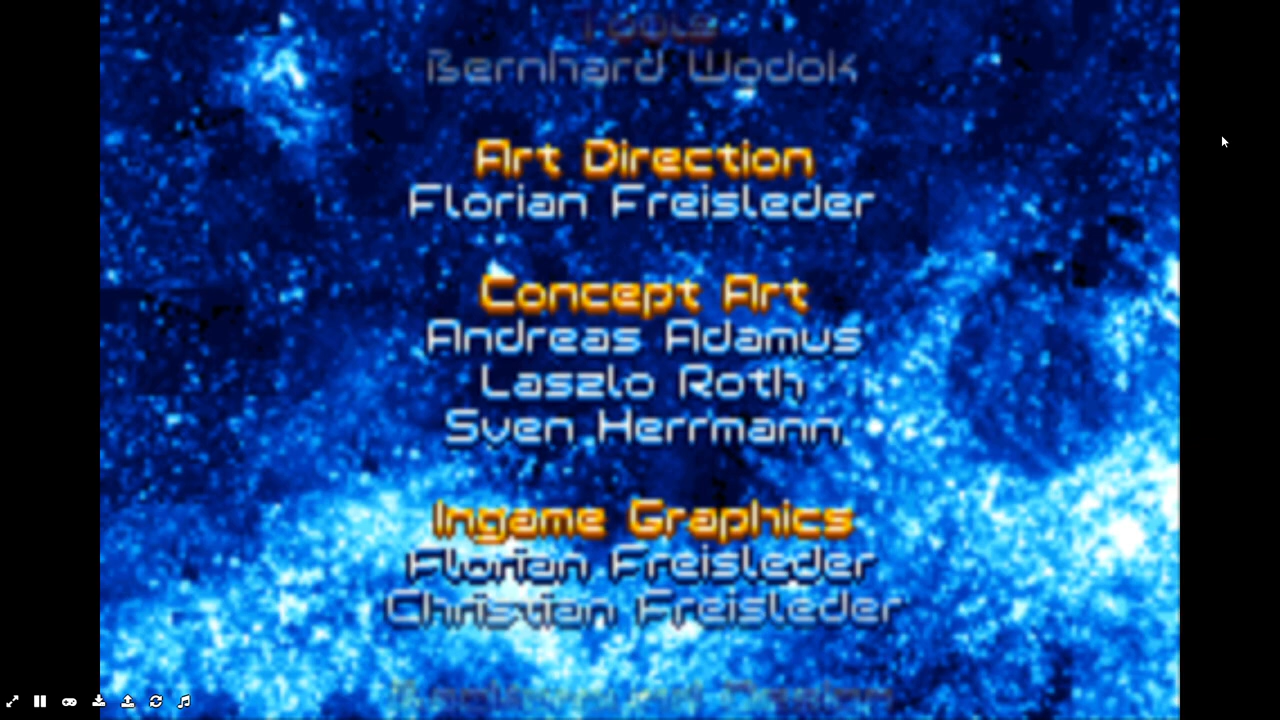 Tools
Bernhard Wodok
Art Direction
Florian Freisleder
Concept Art
Andreas Adamus
Laszlo Roth
Sven Herrmann
Ingame Graphics
Florian Freisleder
Christian Freisleder